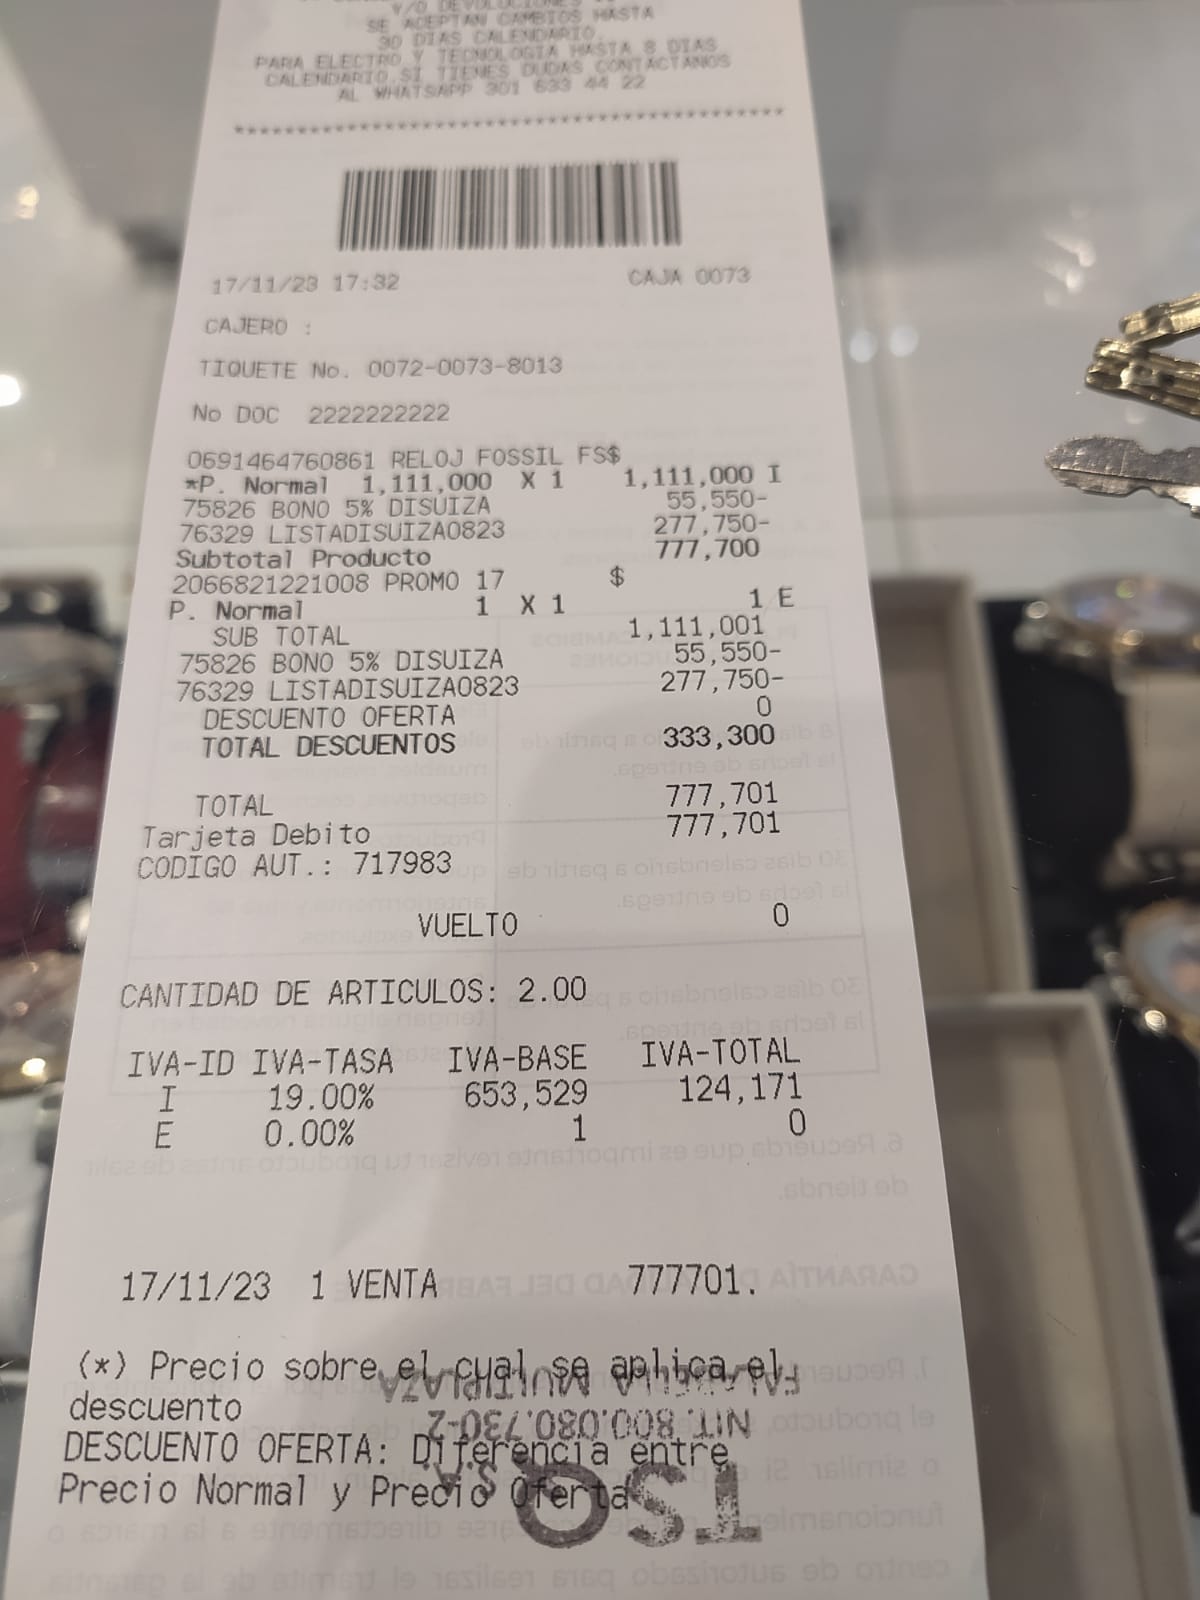 Y/O DEVOLUCIONES
SE ACEPTAN CAMBIOS HASTA
30 DIAS CALENDARIO.
PARA ELECTRO Y TECNOLOGIA HASTA 8 DIAS
CALENDARIO.SI TIENES DUDAS CONTACTANOS
AL WHATSAPP 301 633 44 22
17/11/23 17:32 CAJA 0073
CAJERO :
TIQUETE No. 0072-0073-8013
No DOC 2222222222
0691464760861 RELOJ FOSSIL FS$
*P. Normal 1,111,000 X 1 1,111,000 I
75826 BONO 5% DISUIZA 55,550-
76329 LISTADISUIZA0823 277,750-
Subtotal Producto 777,700
2066821221008 PROMO 17 $
P. Normal 1 X 1 1 E
SUB TOTAL 1,111,001
75826 BONO 5% DISUIZA 55,550-
76329 LISTADISUIZA0823 277,750-
DESCUENTO OFERTA 0
TOTAL DESCUENTOS 333,300
TOTAL 777,701
Tarjeta Debito 777,701
CODIGO AUT.: 717983
VUELTO 0
CANTIDAD DE ARTICULOS: 2.00
IVA-ID IVA-TASA IVA-BASE IVA-TOTAL
I 19.00% 653,529 124,171
E 0.00% 1 0
17/11/23 1 VENTA 777701.
(*) Precio sobre el cual se aplica el
descuento
DESCUENTO OFERTA: Diferencia entre
Precio Normal y Precio Oferta
NIT. 800.080.730-2